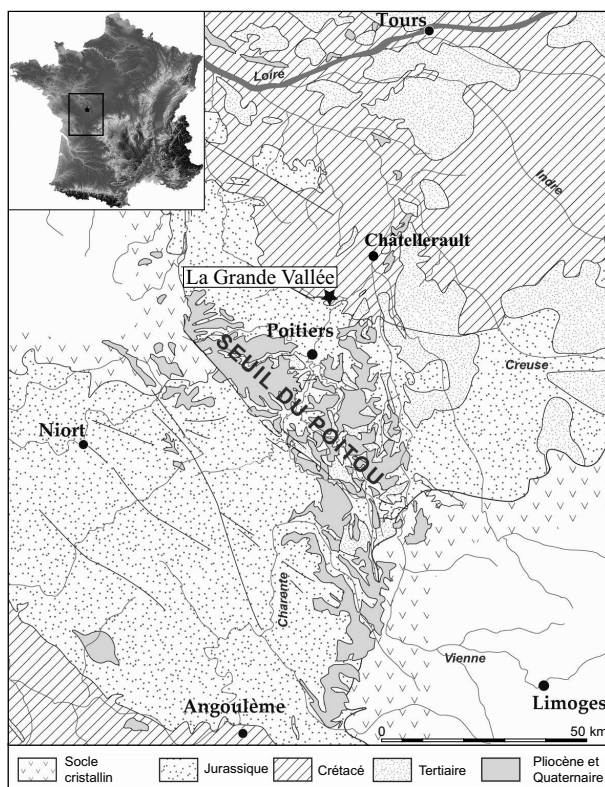 Tours
Loire
Indre
Châtellerault
La Grande Vallée
Poitiers
Creuse
SEUIL DU POITOU
Niort
Charente
Vienne
Limoges
Angoulême
0 50 km
Socle
cristallin
Jurassique
Crétacé
Tertiaire
Pliocène et
Quaternaire